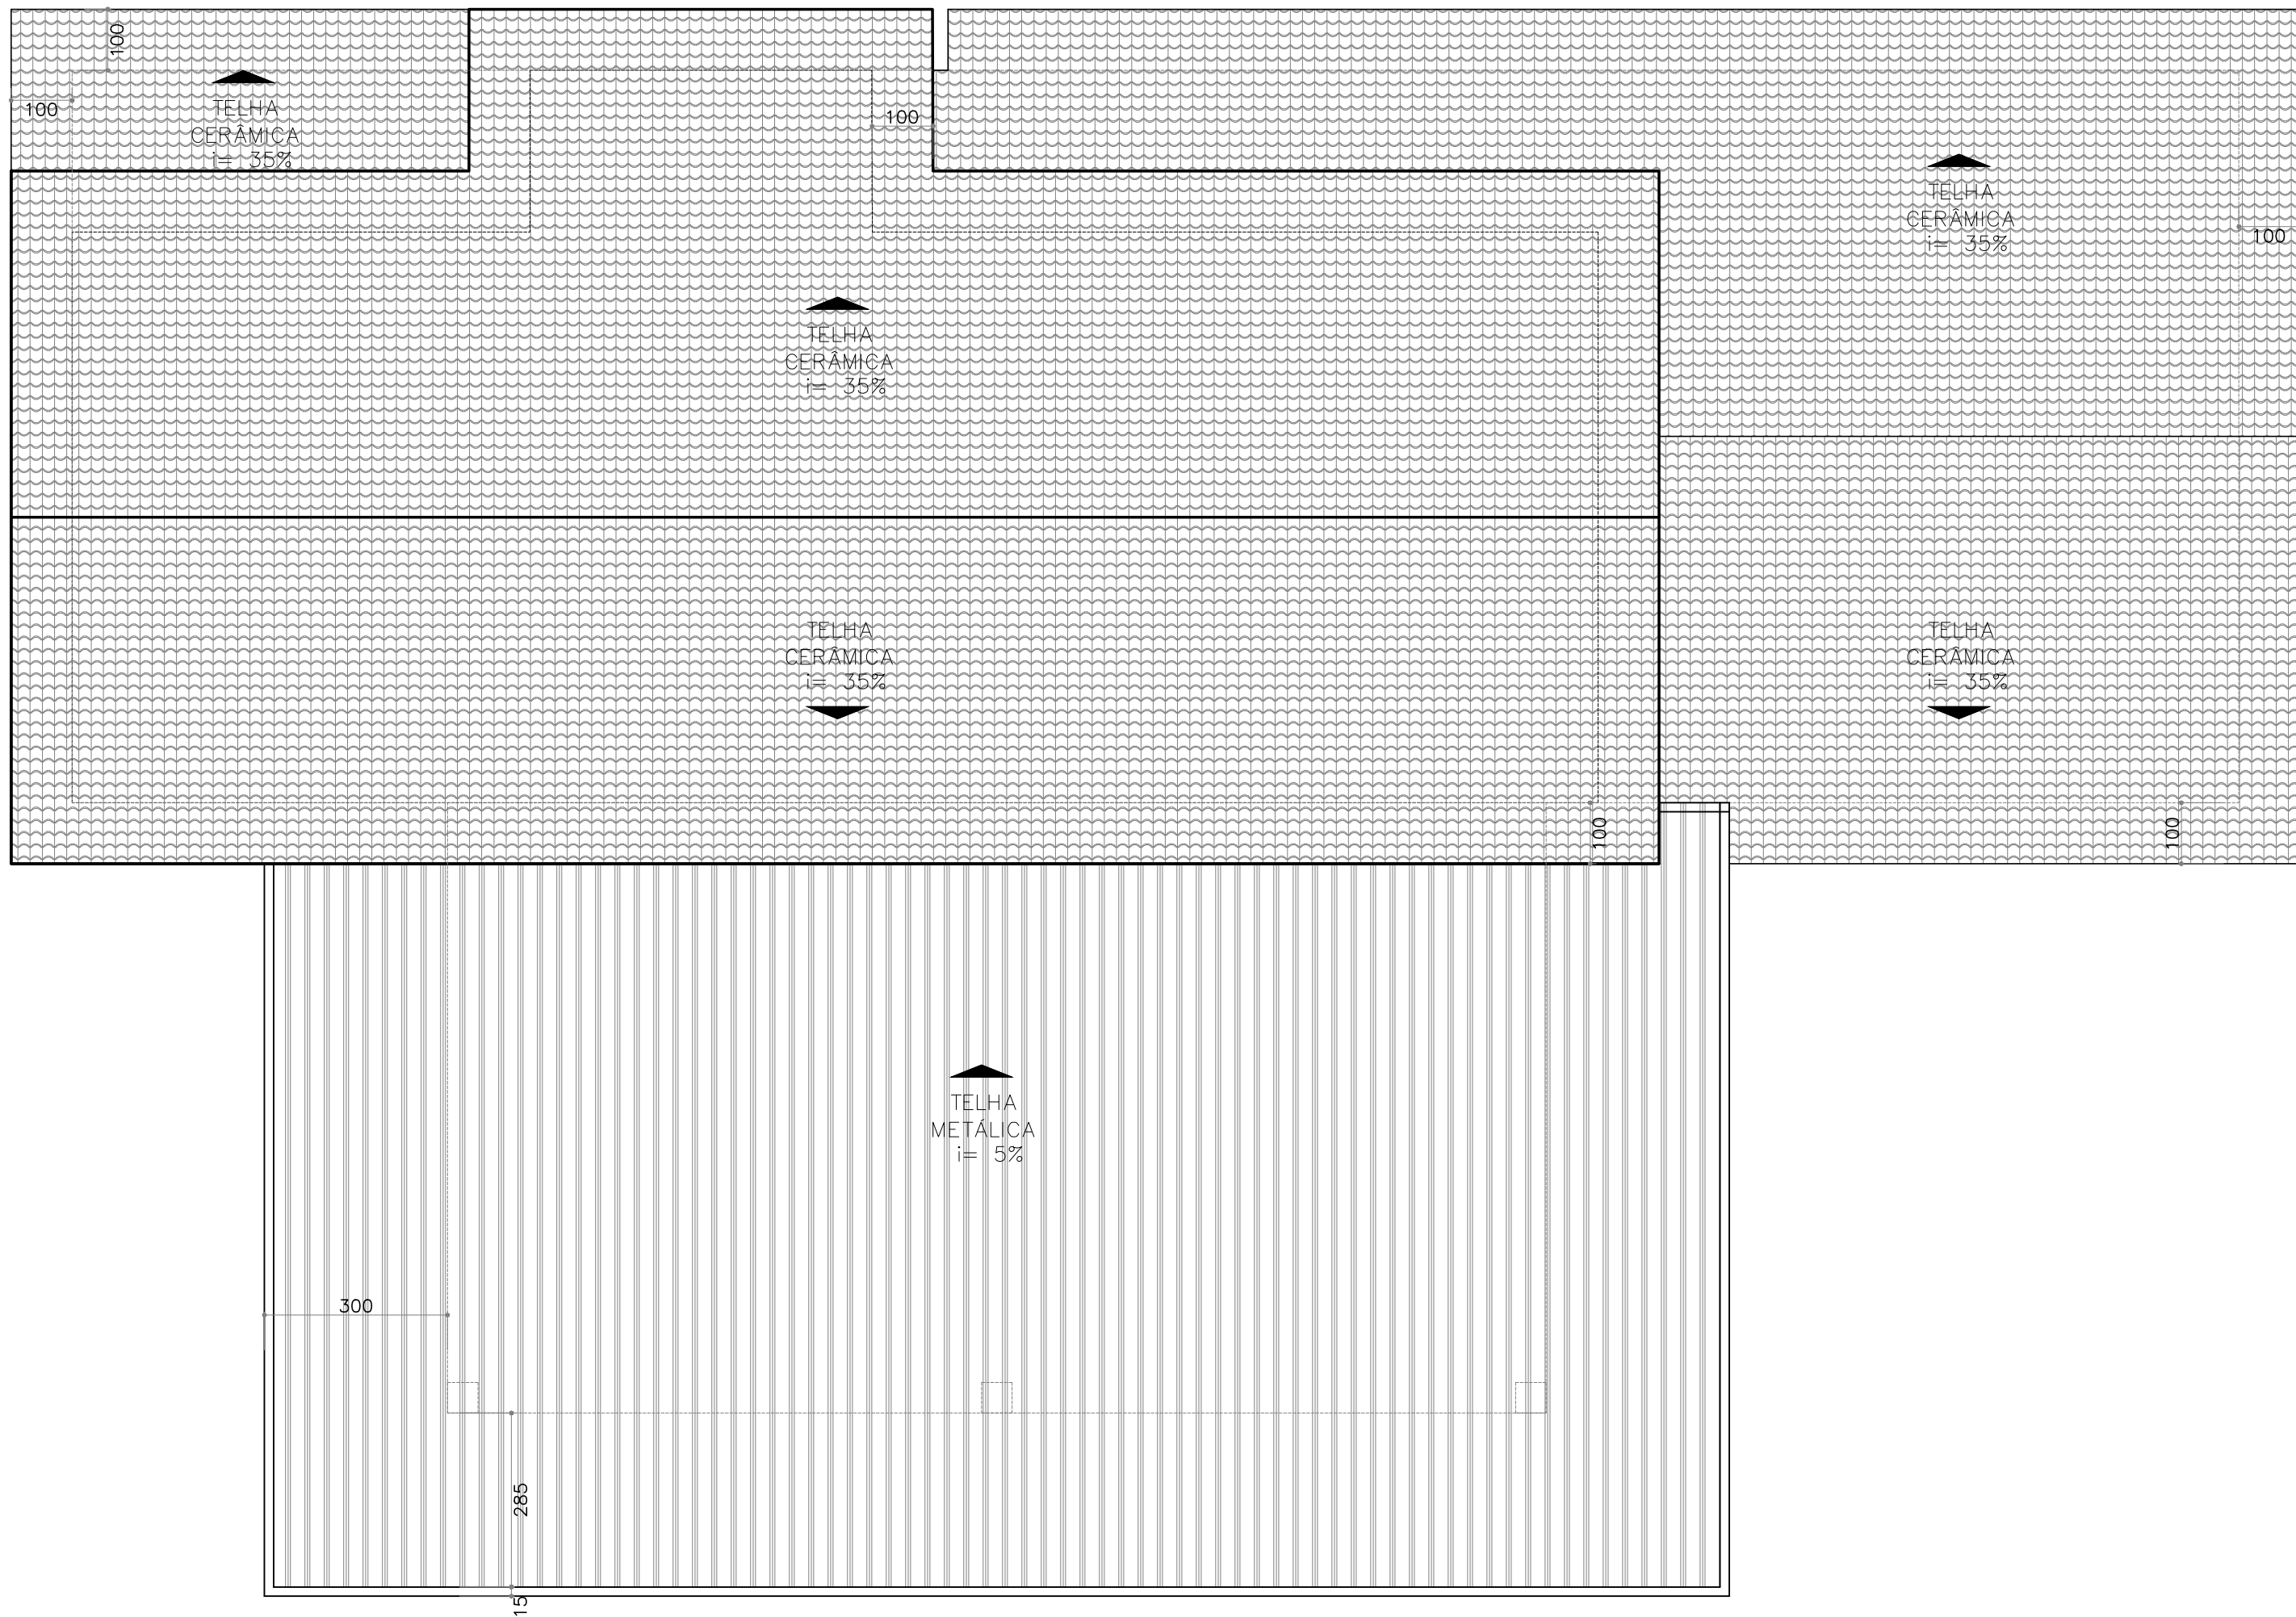 100
100
TELHA
CERÂMICA
i= 35%
100
TELHA
CERÂMICA
i= 35%
100
TELHA
CERÂMICA
i= 35%
TELHA
CERÂMICA
i= 35%
TELHA
CERÂMICA
i= 35%
100
100
TELHA
METÁLICA
i= 5%
300
285
15